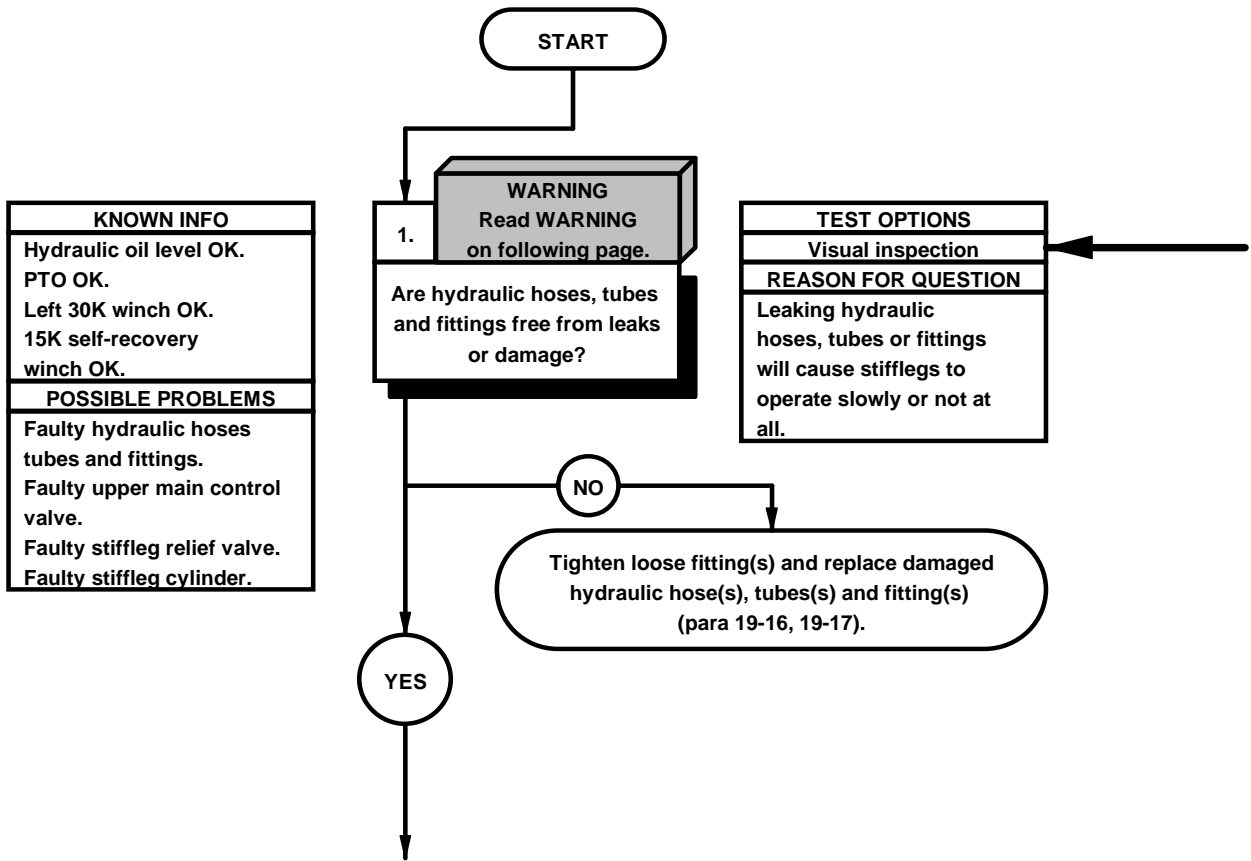 START
KNOWN INFO
Hydraulic oil level OK.
PTO OK.
Left 30K winch OK.
15K self-recovery
winch OK.
POSSIBLE PROBLEMS
Faulty hydraulic hoses
tubes and fittings.
Faulty upper main control
valve.
Faulty stiffleg relief valve.
Faulty stiffleg cylinder.
1.
WARNING
Read WARNING
on following page.
Are hydraulic hoses, tubes
and fittings free from leaks
or damage?
TEST OPTIONS
Visual inspection
REASON FOR QUESTION
Leaking hydraulic
hoses, tubes or fittings
will cause stifflegs to
operate slowly or not at
all.
NO
Tighten loose fitting(s) and replace damaged
hydraulic hose(s), tubes(s) and fitting(s)
(para 19-16, 19-17).
YES